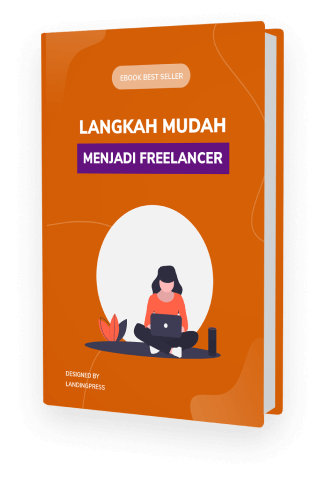 EBOOK BEST SELLER
LANGKAH MUDAH
MENJADI FREELANCER
DESIGNED BY
LANDINGPRESS